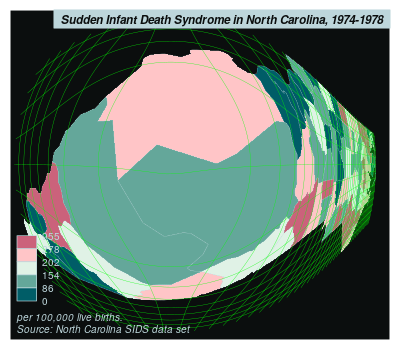 Sudden Infant Death Syndrome in North Carolina, 1974-1978
955
278
202
154
86
0
per 100,000 live births.
Source: North Carolina SIDS data set